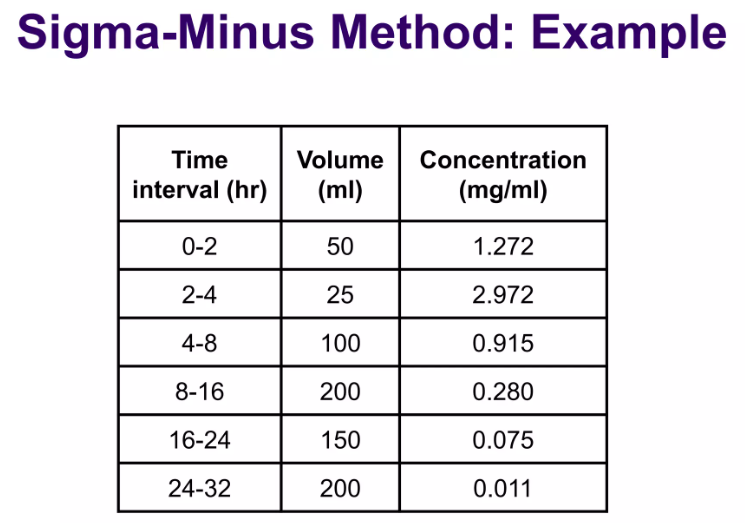 Sigma-Minus Method: Example
Time interval (hr) Volume (ml) Concentration (mg/ml)
0-2 50 1.272
2-4 25 2.972
4-8 100 0.915
8-16 200 0.280
16-24 150 0.075
24-32 200 0.011